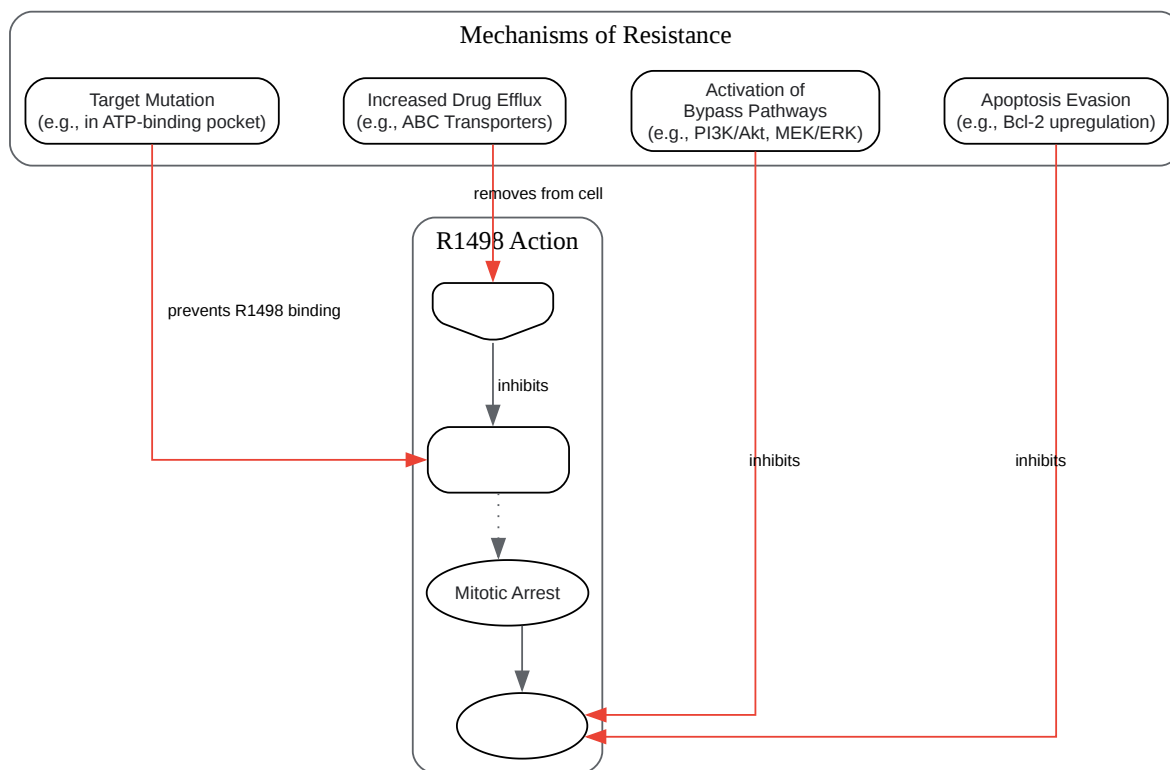 Mechanisms of Resistance
Target Mutation
(e.g., in ATP-binding pocket)
Increased Drug Efflux
(e.g., ABC Transporters)
Activation of
Bypass Pathways
(e.g., PI3K/Akt, MEK/ERK)
Apoptosis Evasion
(e.g., Bcl-2 upregulation)
removes from cell
R1498 Action
prevents R1498 binding
inhibits
inhibits
inhibits
Mitotic Arrest